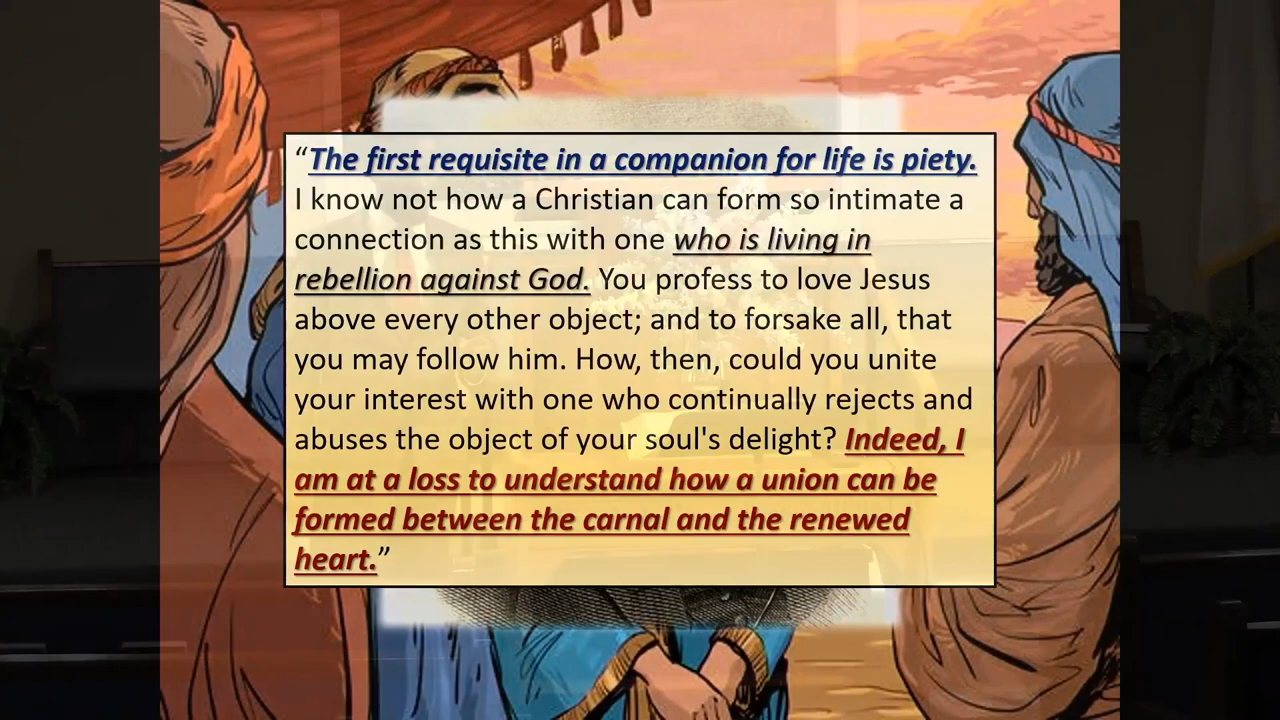 “The first requisite in a companion for life is piety.
I know not how a Christian can form so intimate a
connection as this with one who is living in
rebellion against God. You profess to love Jesus
above every other object; and to forsake all, that
you may follow him. How, then, could you unite
your interest with one who continually rejects and
abuses the object of your soul's delight? Indeed, I
am at a loss to understand how a union can be
formed between the carnal and the renewed
heart.”